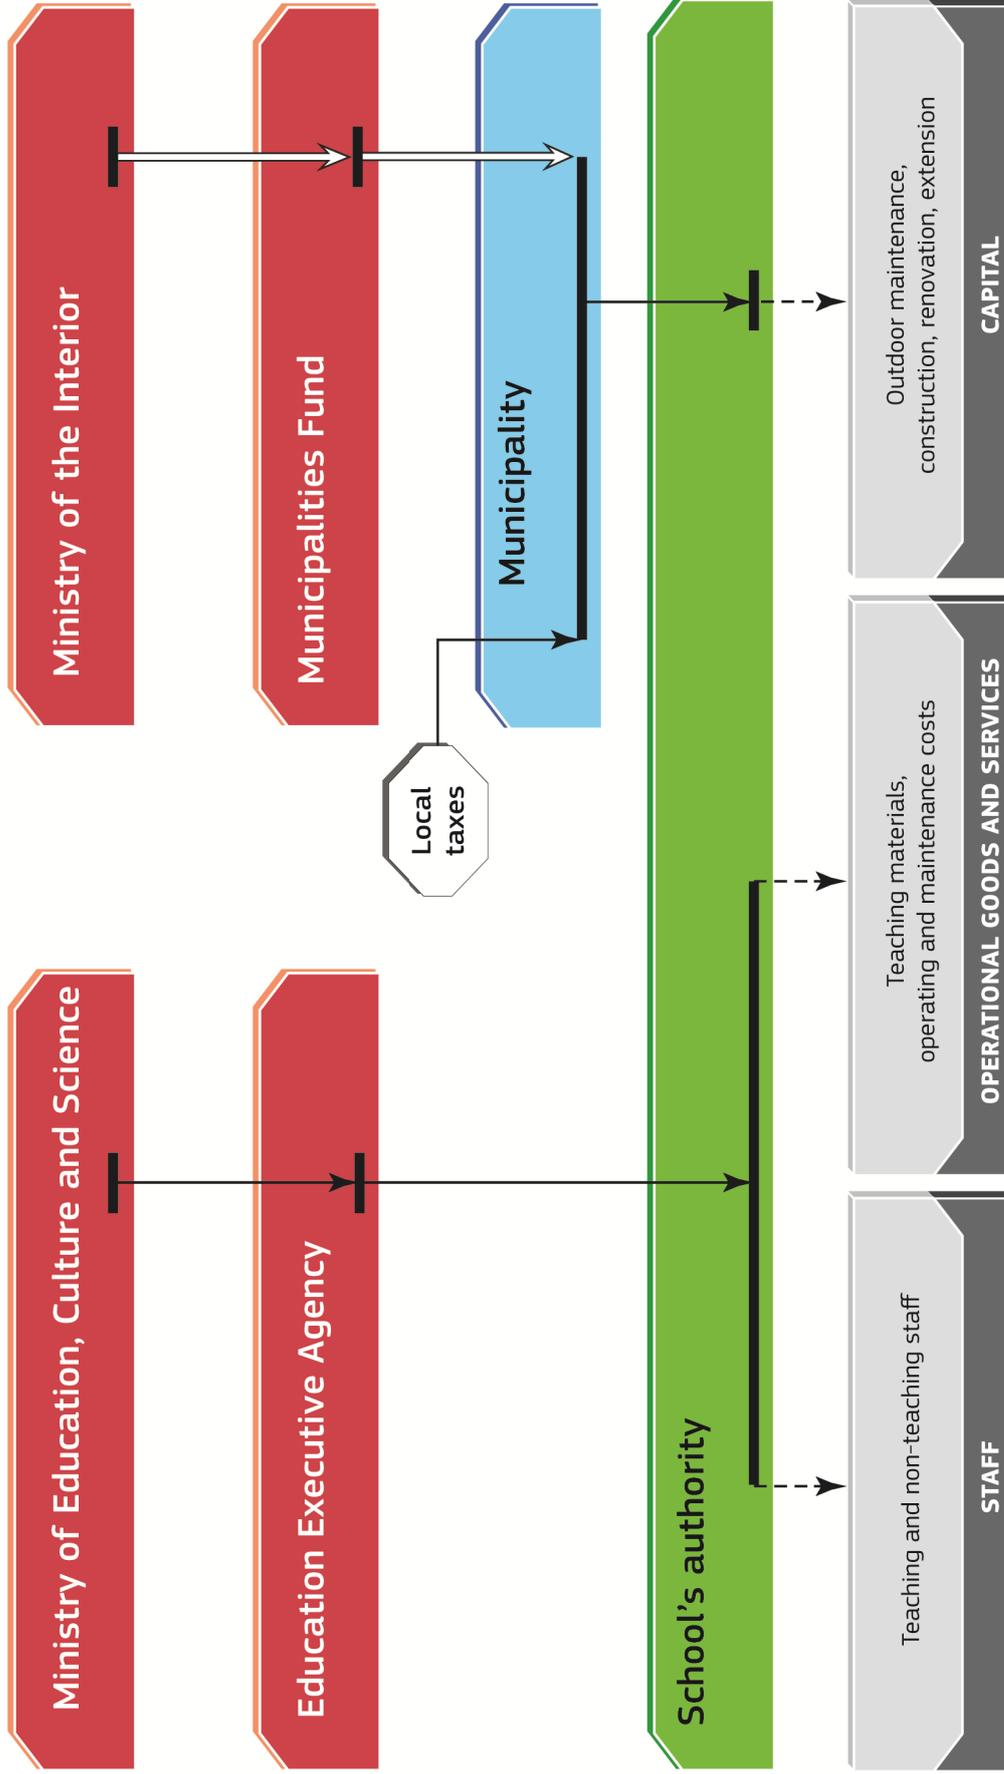 Ministry of Education, Culture and Science
Ministry of the Interior
Education Executive Agency
Municipalities Fund
Local
taxes
Municipality
School's authority
Teaching and non-teaching staff
STAFF
Teaching materials,
operating and maintenance costs
OPERATIONAL GOODS AND SERVICES
Outdoor maintenance,
construction, renovation, extension
CAPITAL